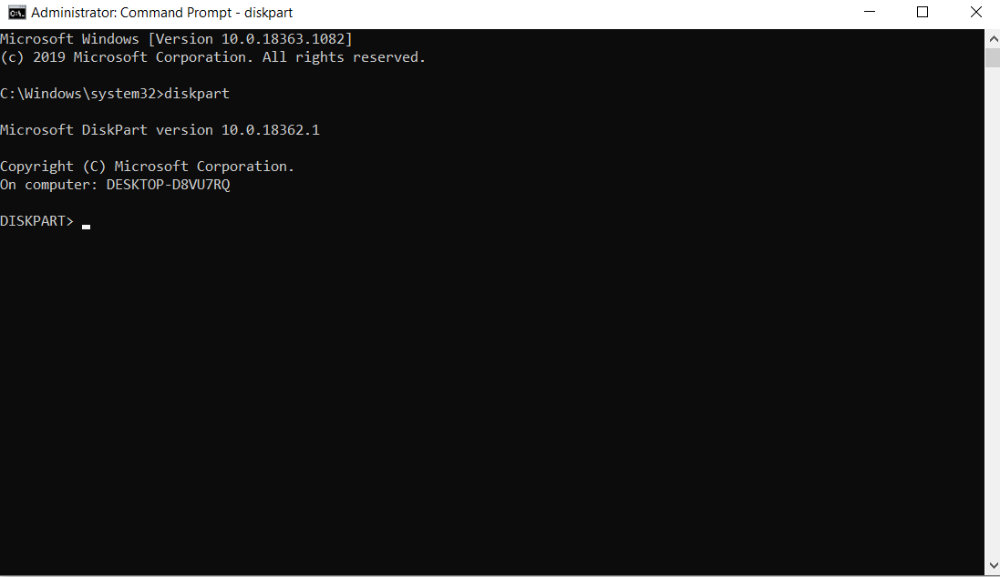 Administrator: Command Prompt - diskpart
Microsoft Windows [Version 10.0.18363.1082]
(c) 2019 Microsoft Corporation. All rights reserved.
C:\Windows\system32>diskpart
Microsoft DiskPart version 10.0.18362.1
Copyright (C) Microsoft Corporation.
On computer: DESKTOP-D8VU7RQ
DISKPART>